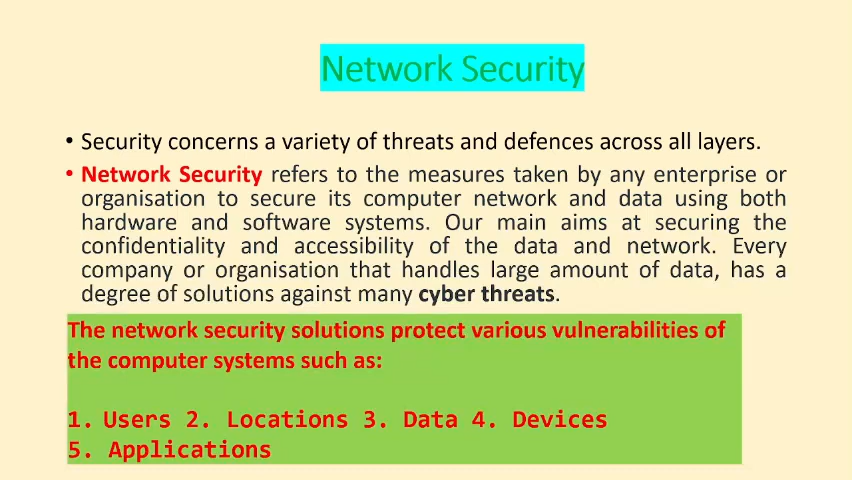 Network Security
• Security concerns a variety of threats and defences across all layers.
• Network Security refers to the measures taken by any enterprise or
organisation to secure its computer network and data using both
hardware and software systems. Our main aims at securing the
confidentiality and accessibility of the data and network. Every
company or organisation that handles large amount of data, has a
degree of solutions against many cyber threats.
The network security solutions protect various vulnerabilities of
the computer systems such as:
1. Users 2. Locations 3. Data 4. Devices
5. Applications